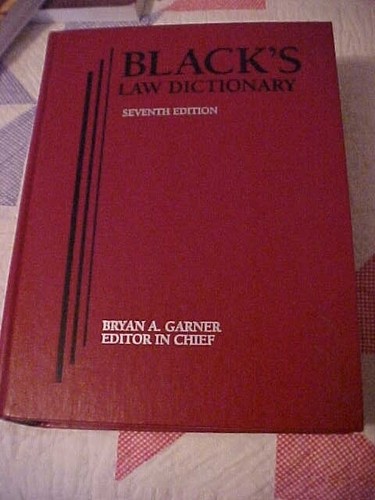 BLACK'S
LAW DICTIONARY
SEVENTH EDITION
BRYAN A. GARNER
EDITOR IN CHIEF